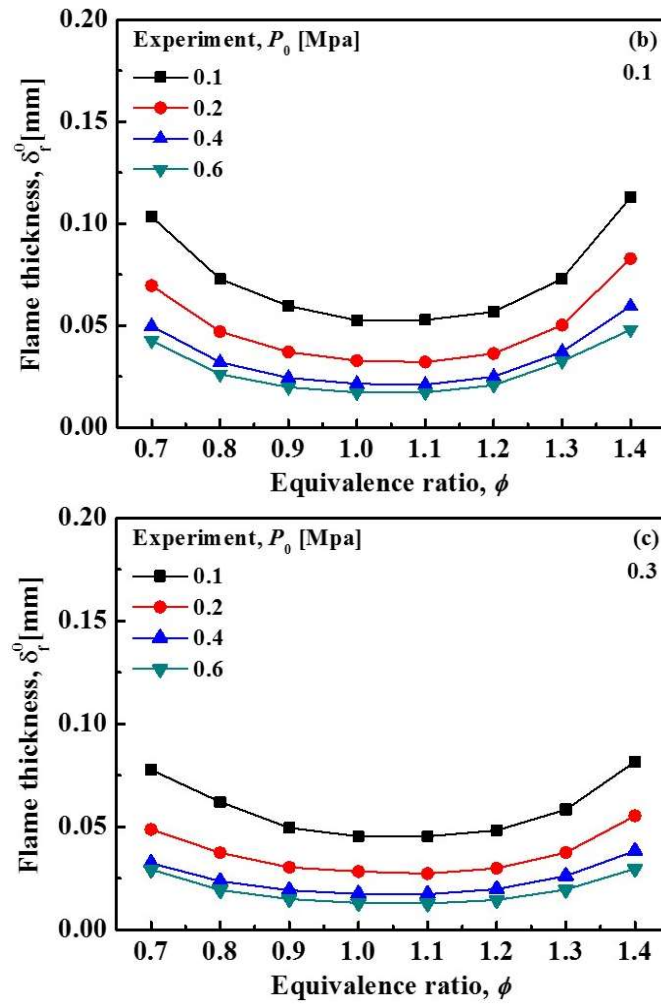 Experiment, P₀ [Mpa]
(b)
0.1
0.1
0.2
0.4
0.6
Flame thickness, δ_f^0 [mm]
0.20
0.15
0.10
0.05
0.00
0.7 0.8 0.9 1.0 1.1 1.2 1.3 1.4
Equivalence ratio, ϕ
Experiment, P₀ [Mpa]
(c)
0.3
0.1
0.2
0.4
0.6
Flame thickness, δ_f^0 [mm]
0.20
0.15
0.10
0.05
0.00
0.7 0.8 0.9 1.0 1.1 1.2 1.3 1.4
Equivalence ratio, ϕ